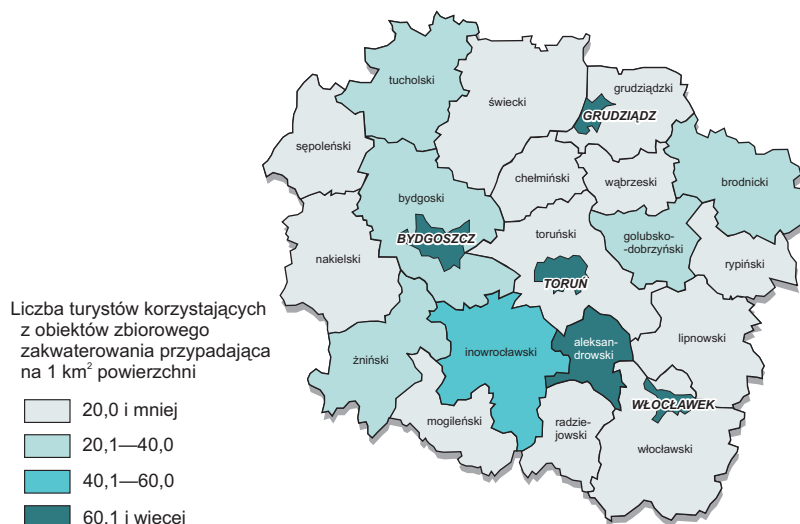 tucholski
świecki
grudziądzki
GRUDZIĄDZ
sępoleński
chełmiński
wąbrzeski
brodnicki
bydgoski
BYDGOSZCZ
toruński
golubsko-
-dobrzyński
nakielski
TORUŃ
rypiński
Liczba turystów korzystających
z obiektów zbiorowego
zakwaterowania przypadająca
na 1 km² powierzchni
żniński
inowrocławski
aleksan-
drowski
lipnowski
WŁOCŁAWEK
mogileński
radzie-
jowski
włocławski
20,0 i mniej
20,1—40,0
40,1—60,0
60,1 i więcej